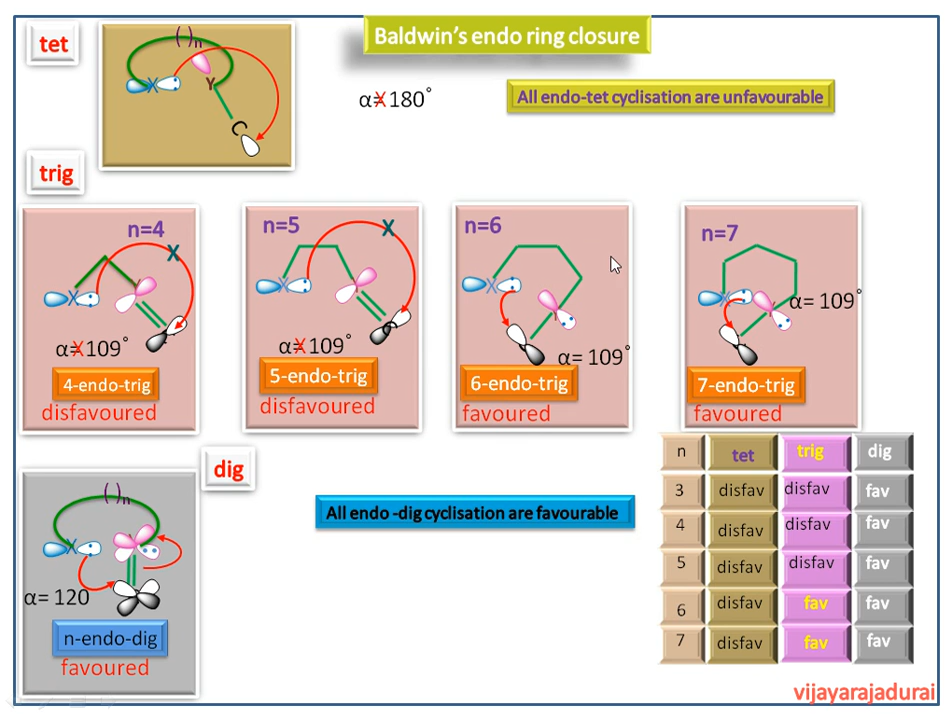 Baldwin's endo ring closure
tet
( )n
X
Y
α≠180°
All endo-tet cyclisation are unfavourable
trig
n=4
X
X
α≠109°
4-endo-trig
disfavoured
n=5
X
X
α≠109°
5-endo-trig
disfavoured
n=6
X
α= 109°
6-endo-trig
favoured
n=7
X
α= 109°
7-endo-trig
favoured
dig
( )n
X
α= 120
n-endo-dig
favoured
All endo -dig cyclisation are favourable
n tet trig dig
3 disfav disfav fav
4 disfav disfav fav
5 disfav disfav fav
6 disfav fav fav
7 disfav fav fav
vijayarajadurai